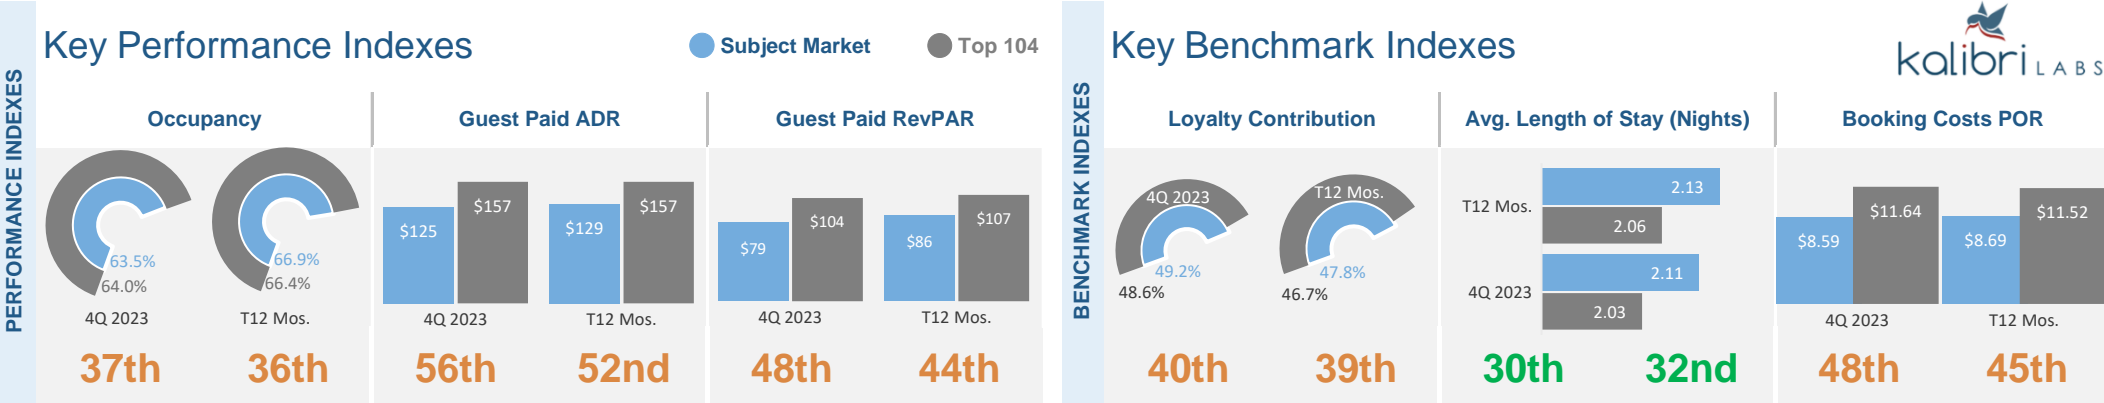 PERFORMANCE INDEXES
Key Performance Indexes
Subject Market
Top 104
Occupancy
Guest Paid ADR
Guest Paid RevPAR
63.5%
64.0%
4Q 2023
66.9%
66.4%
T12 Mos.
$125
$157
4Q 2023
$129
$157
T12 Mos.
$79
$104
4Q 2023
$86
$107
T12 Mos.
37th
36th
56th
52nd
48th
44th
BENCHMARK INDEXES
Key Benchmark Indexes
kalibri LABS
Loyalty Contribution
Avg. Length of Stay (Nights)
Booking Costs POR
4Q 2023
49.2%
48.6%
T12 Mos.
47.8%
46.7%
T12 Mos.
2.13
2.06
4Q 2023
2.11
2.03
$8.59
$11.64
4Q 2023
$8.69
$11.52
T12 Mos.
40th
39th
30th
32nd
48th
45th